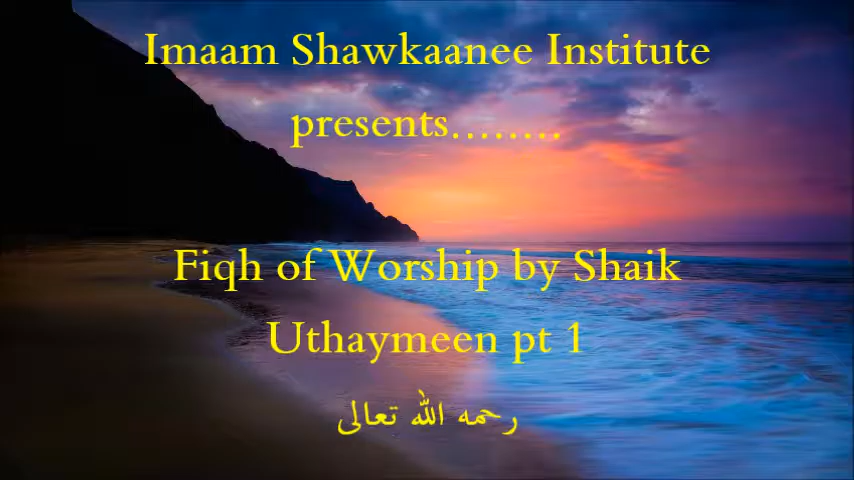 Imaam Shawkaanee Institute
presents........
Fiqh of Worship by Shaik
Uthaymeen pt 1
رحمه الله تعالى